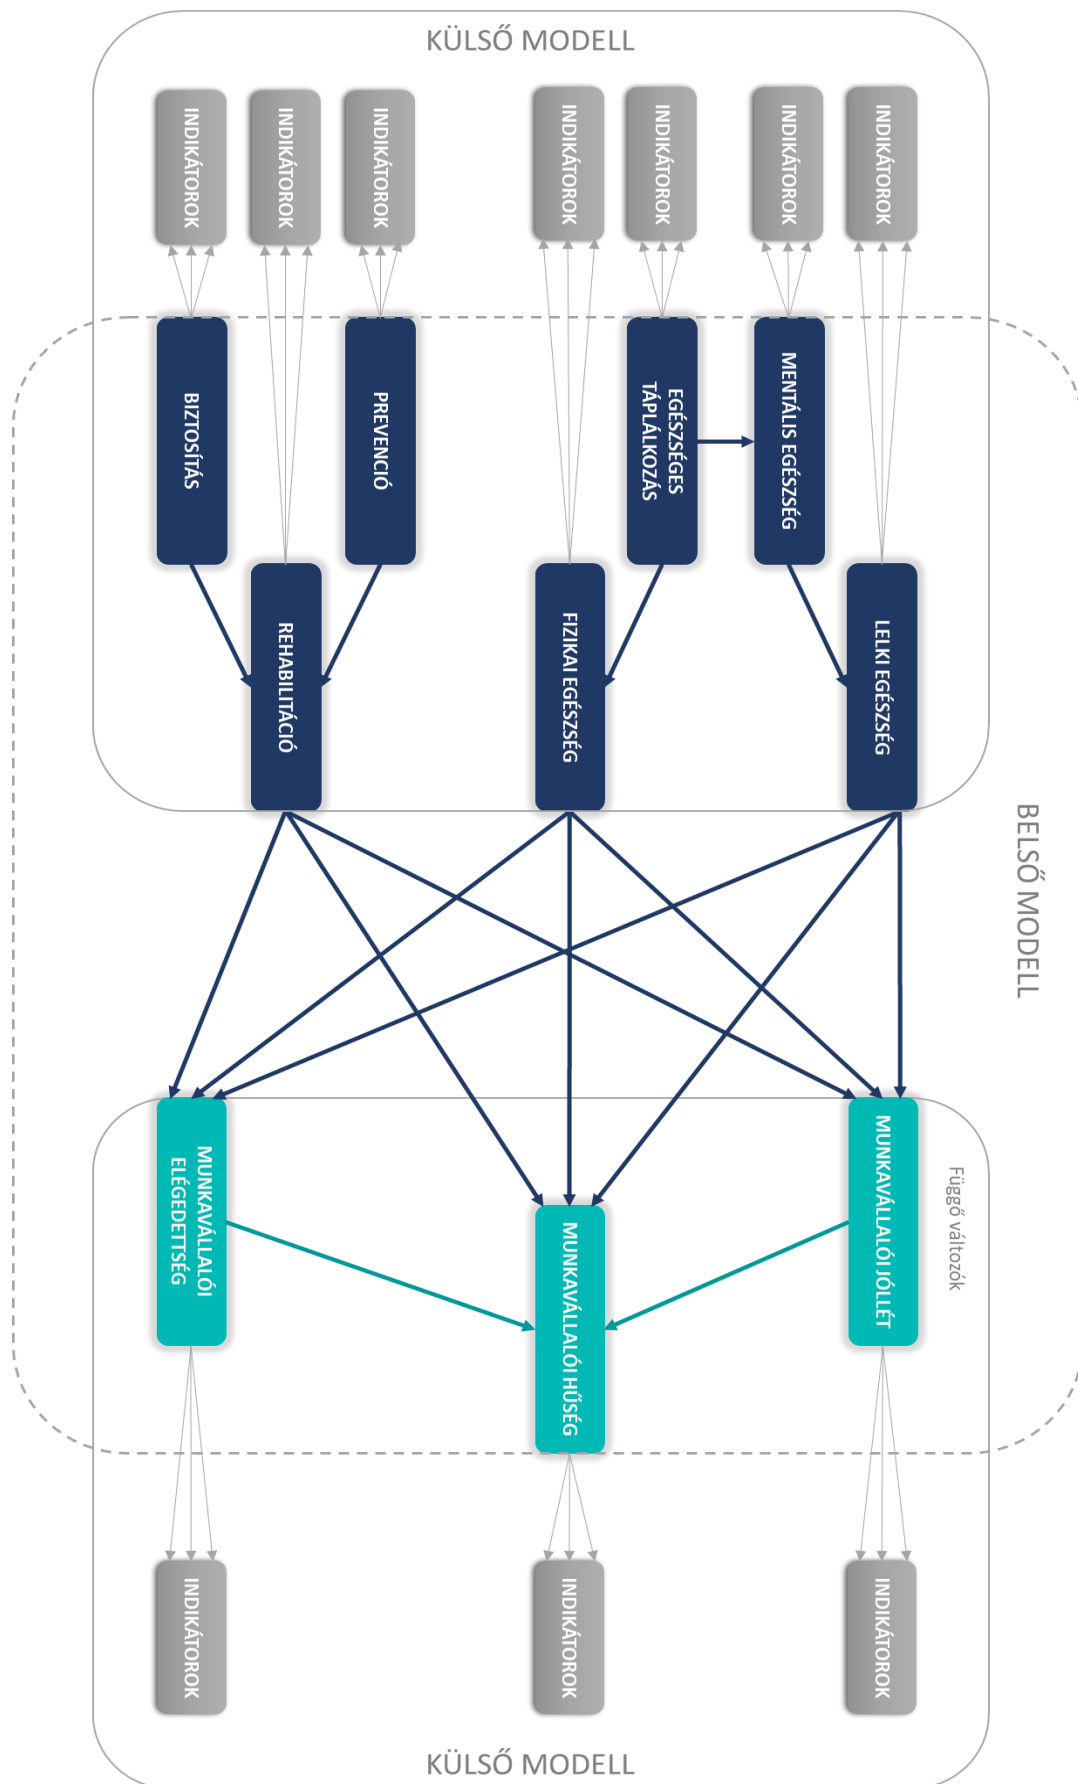 KÜLSŐ MODELL
INDIKÁTOROK
INDIKÁTOROK
INDIKÁTOROK
INDIKÁTOROK
INDIKÁTOROK
INDIKÁTOROK
INDIKÁTOROK
BIZTOSÍTÁS
PREVENCIÓ
EGÉSZSÉGES
TÁPLÁLKOZÁS
MENTÁLIS EGÉSZSÉG
REHABILITÁCIÓ
FIZIKAI EGÉSZSÉG
LELKI EGÉSZSÉG
BELSŐ MODELL
MUNKAVÁLLALÓI
ELÉGEDETTSÉG
MUNKAVÁLLALÓI HŰSÉG
MUNKAVÁLLALÓI JÓLLÉT
Függő változók
INDIKÁTOROK
INDIKÁTOROK
INDIKÁTOROK
KÜLSŐ MODELL